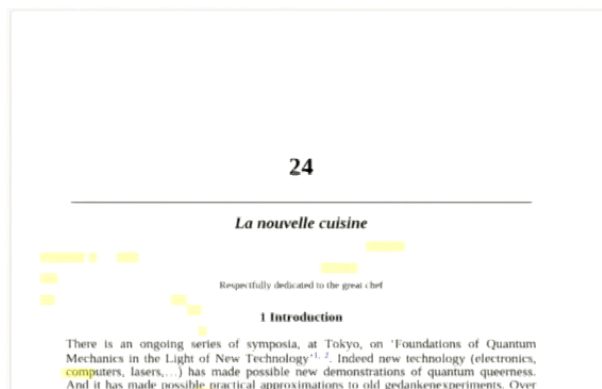 24
La nouvelle cuisine
Respectfully dedicated to the great chef
1 Introduction
There is an ongoing series of symposia, at Tokyo, on ‘Foundations of Quantum
Mechanics in the Light of New Technology’1, 2. Indeed new technology (electronics,
computers, lasers,…) has made possible new demonstrations of quantum queerness.
And it has made possible practical approximations to old gedankenexperiments. Over